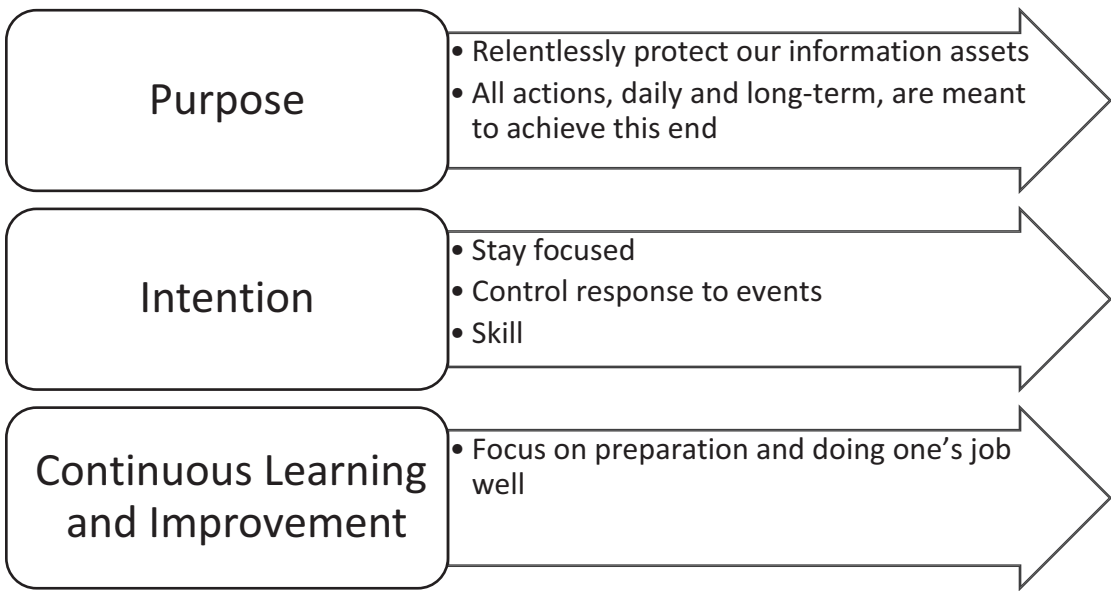 Purpose
• Relentlessly protect our information assets
• All actions, daily and long-term, are meant
to achieve this end
Intention
• Stay focused
• Control response to events
• Skill
Continuous Learning
and Improvement
• Focus on preparation and doing one’s job
well